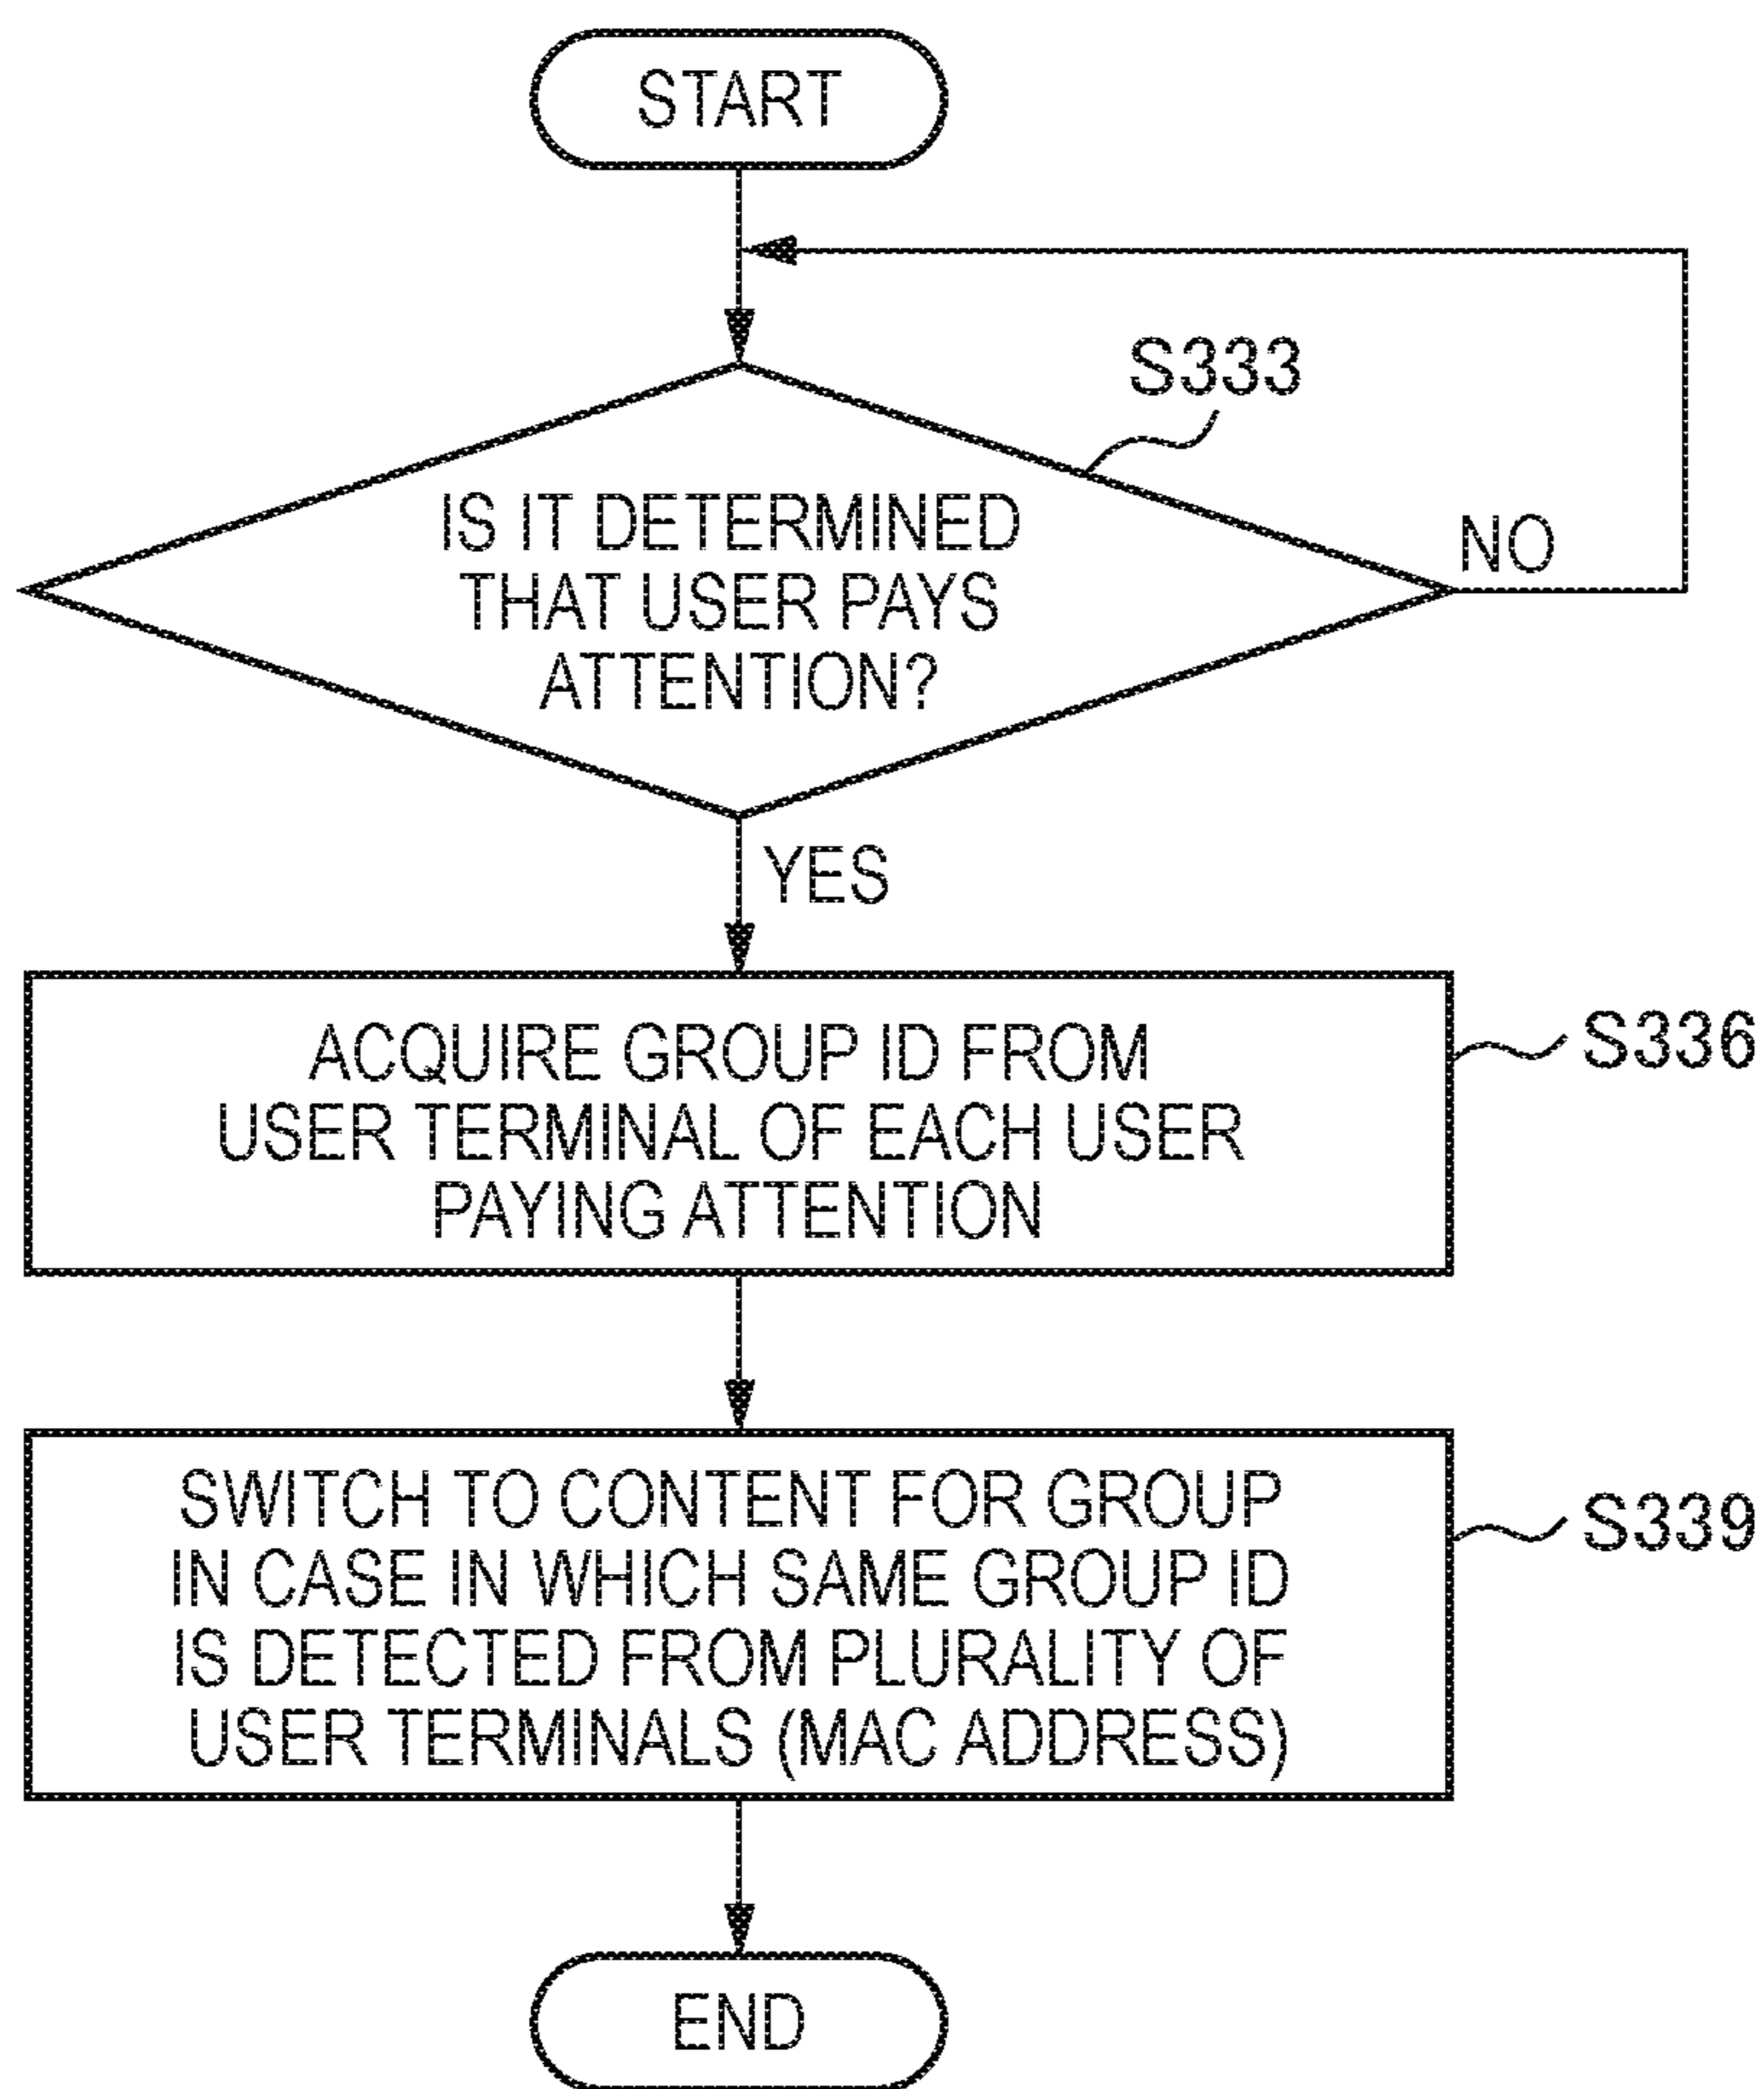 START
S333
IS IT DETERMINED
THAT USER PAYS
ATTENTION?
NO
YES
ACQUIRE GROUP ID FROM
USER TERMINAL OF EACH USER
PAYING ATTENTION
S336
SWITCH TO CONTENT FOR GROUP
IN CASE IN WHICH SAME GROUP ID
IS DETECTED FROM PLURALITY OF
USER TERMINALS (MAC ADDRESS)
S339
END